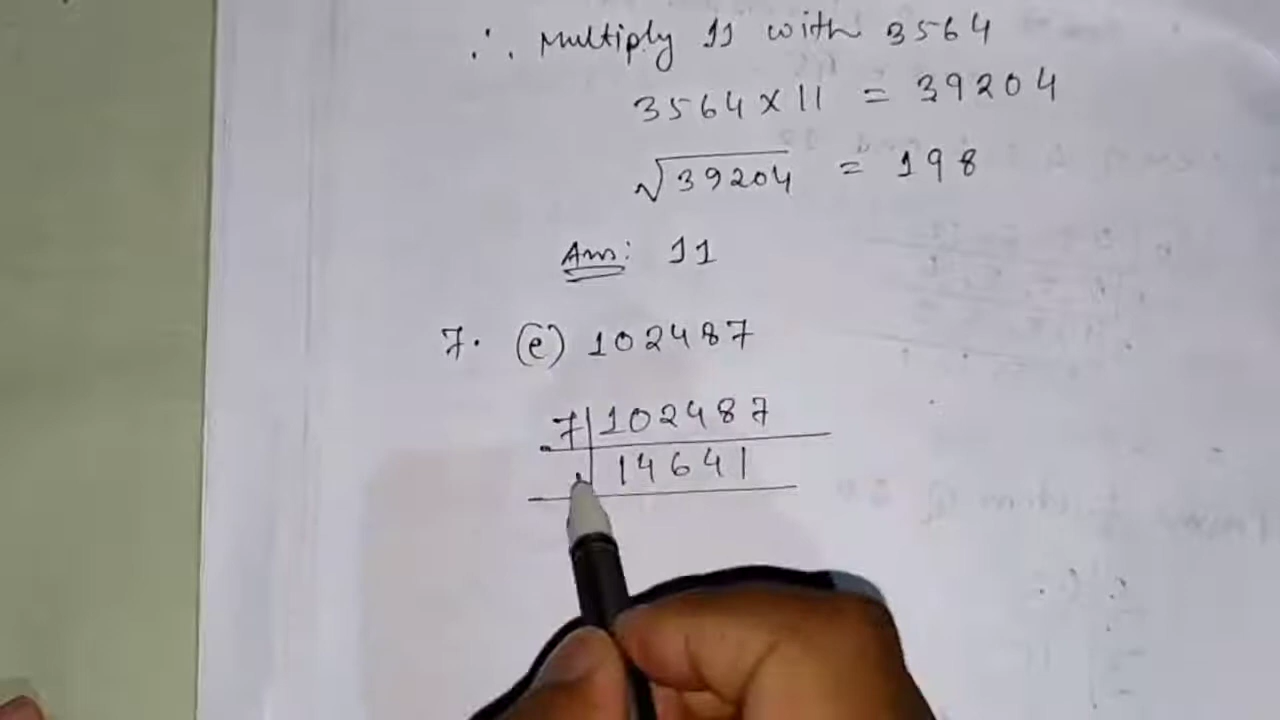 ∴ Multiply 11 with 3564
3564 × 11 = 39204
√39204 = 198
Ans: 11
7. (e) 102487
7 | 102487
14641